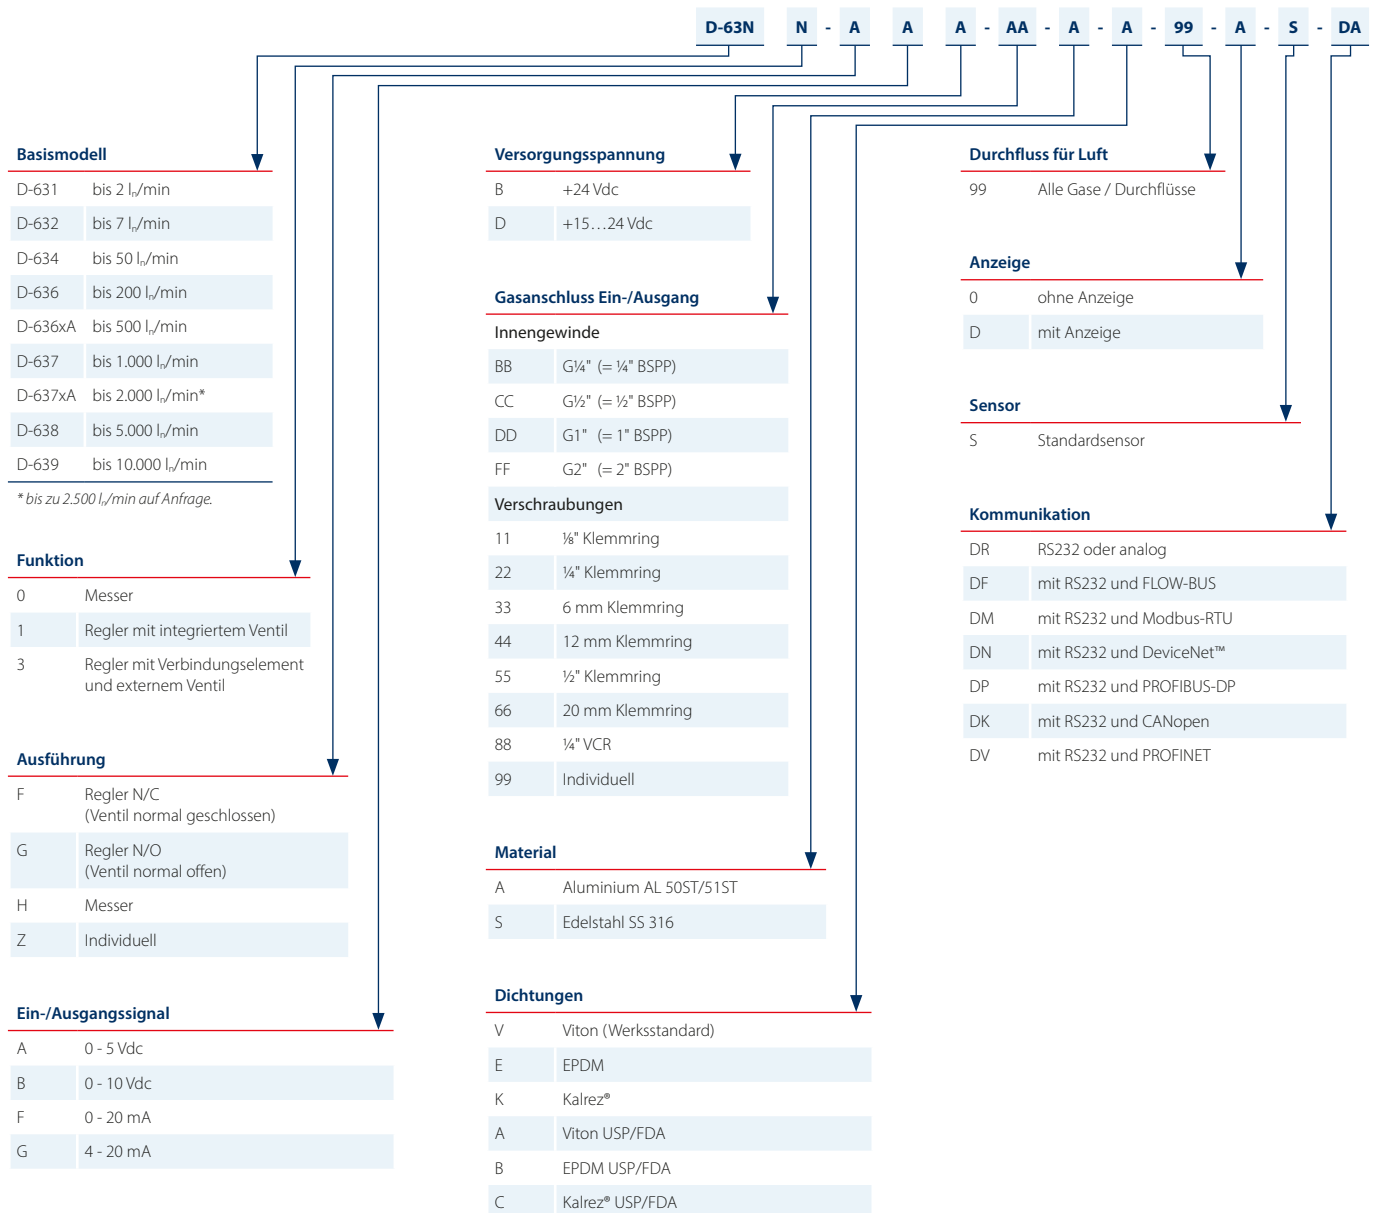 D-63N N - A A A - AA - A - A - 99 - A - S - DA
Basismodell
D-631 bis 2 lₙ/min
D-632 bis 7 lₙ/min
D-634 bis 50 lₙ/min
D-636 bis 200 lₙ/min
D-636xA bis 500 lₙ/min
D-637 bis 1.000 lₙ/min
D-637xA bis 2.000 lₙ/min*
D-638 bis 5.000 lₙ/min
D-639 bis 10.000 lₙ/min
* bis zu 2.500 lₙ/min auf Anfrage.
Funktion
0 Messer
1 Regler mit integriertem Ventil
3 Regler mit Verbindungselement
und externem Ventil
Ausführung
F Regler N/C
(Ventil normal geschlossen)
G Regler N/O
(Ventil normal offen)
H Messer
Z Individuell
Ein-/Ausgangssignal
A 0 - 5 Vdc
B 0 - 10 Vdc
F 0 - 20 mA
G 4 - 20 mA
Versorgungsspannung
B +24 Vdc
D +15…24 Vdc
Gasanschluss Ein-/Ausgang
Innengewinde
BB G¼" (= ¼" BSPP)
CC G½" (= ½" BSPP)
DD G1" (= 1" BSPP)
FF G2" (= 2" BSPP)
Verschraubungen
11 ⅛" Klemmring
22 ¼" Klemmring
33 6 mm Klemmring
44 12 mm Klemmring
55 ½" Klemmring
66 20 mm Klemmring
88 ¼" VCR
99 Individuell
Material
A Aluminium AL 50ST/51ST
S Edelstahl SS 316
Dichtungen
V Viton (Werksstandard)
E EPDM
K Kalrez®
A Viton USP/FDA
B EPDM USP/FDA
C Kalrez® USP/FDA
Durchfluss für Luft
99 Alle Gase / Durchflüsse
Anzeige
0 ohne Anzeige
D mit Anzeige
Sensor
S Standardsensor
Kommunikation
DR RS232 oder analog
DF mit RS232 und FLOW-BUS
DM mit RS232 und Modbus-RTU
DN mit RS232 und DeviceNet™
DP mit RS232 und PROFIBUS-DP
DK mit RS232 und CANopen
DV mit RS232 und PROFINET